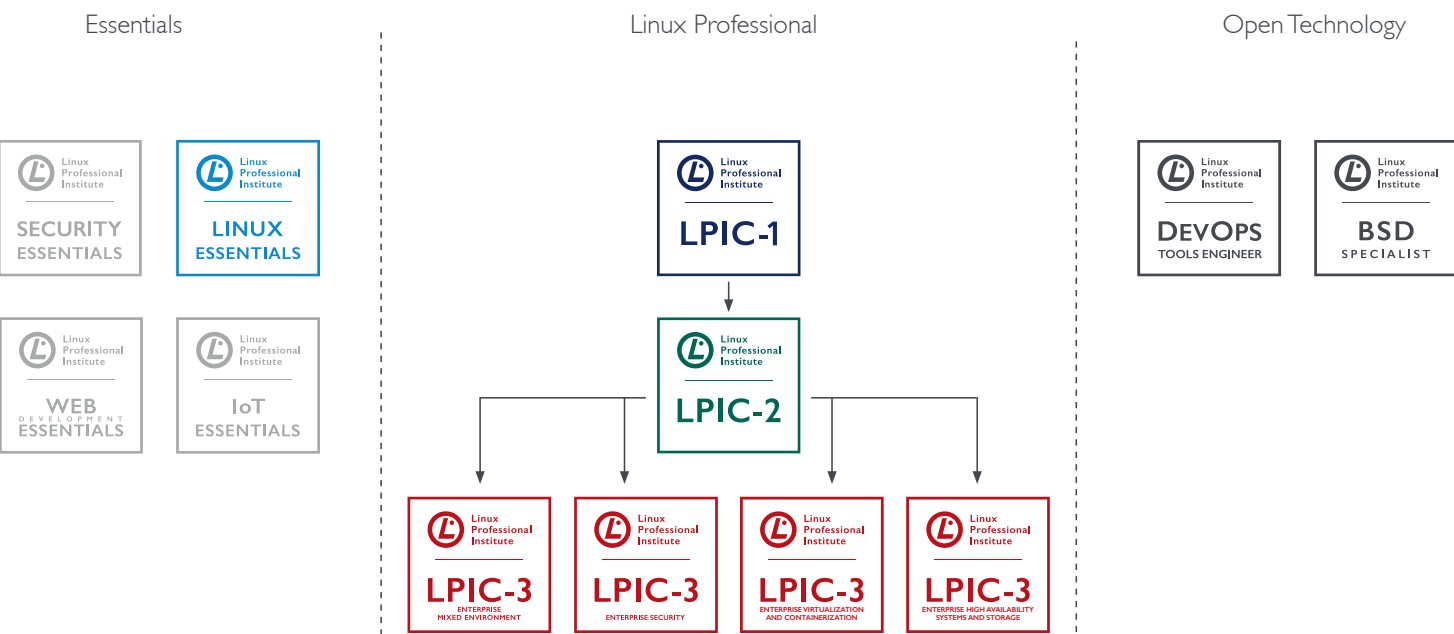 Essentials
Linux Professional
Open Technology
Linux
Professional
Institute
SECURITY
ESSENTIALS
Linux
Professional
Institute
LINUX
ESSENTIALS
Linux
Professional
Institute
LPIC-1
Linux
Professional
Institute
DEVOPS
TOOLS ENGINEER
Linux
Professional
Institute
BSD
SPECIALIST
Linux
Professional
Institute
WEB
DEVELOPMENT
ESSENTIALS
Linux
Professional
Institute
IoT
ESSENTIALS
Linux
Professional
Institute
LPIC-2
Linux
Professional
Institute
LPIC-3
ENTERPRISE
MIXED ENVIRONMENT
Linux
Professional
Institute
LPIC-3
ENTERPRISE SECURITY
Linux
Professional
Institute
LPIC-3
ENTERPRISE VIRTUALIZATION
AND CONTAINERIZATION
Linux
Professional
Institute
LPIC-3
ENTERPRISE HIGH AVAILABILITY
SYSTEMS AND STORAGE